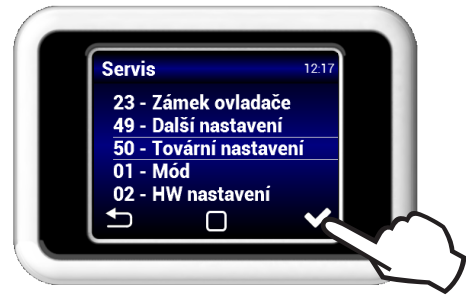 Servis 12:17
23 - Zámek ovladače
49 - Další nastavení
50 - Tovární nastavení
01 - Mód
02 - HW nastavení